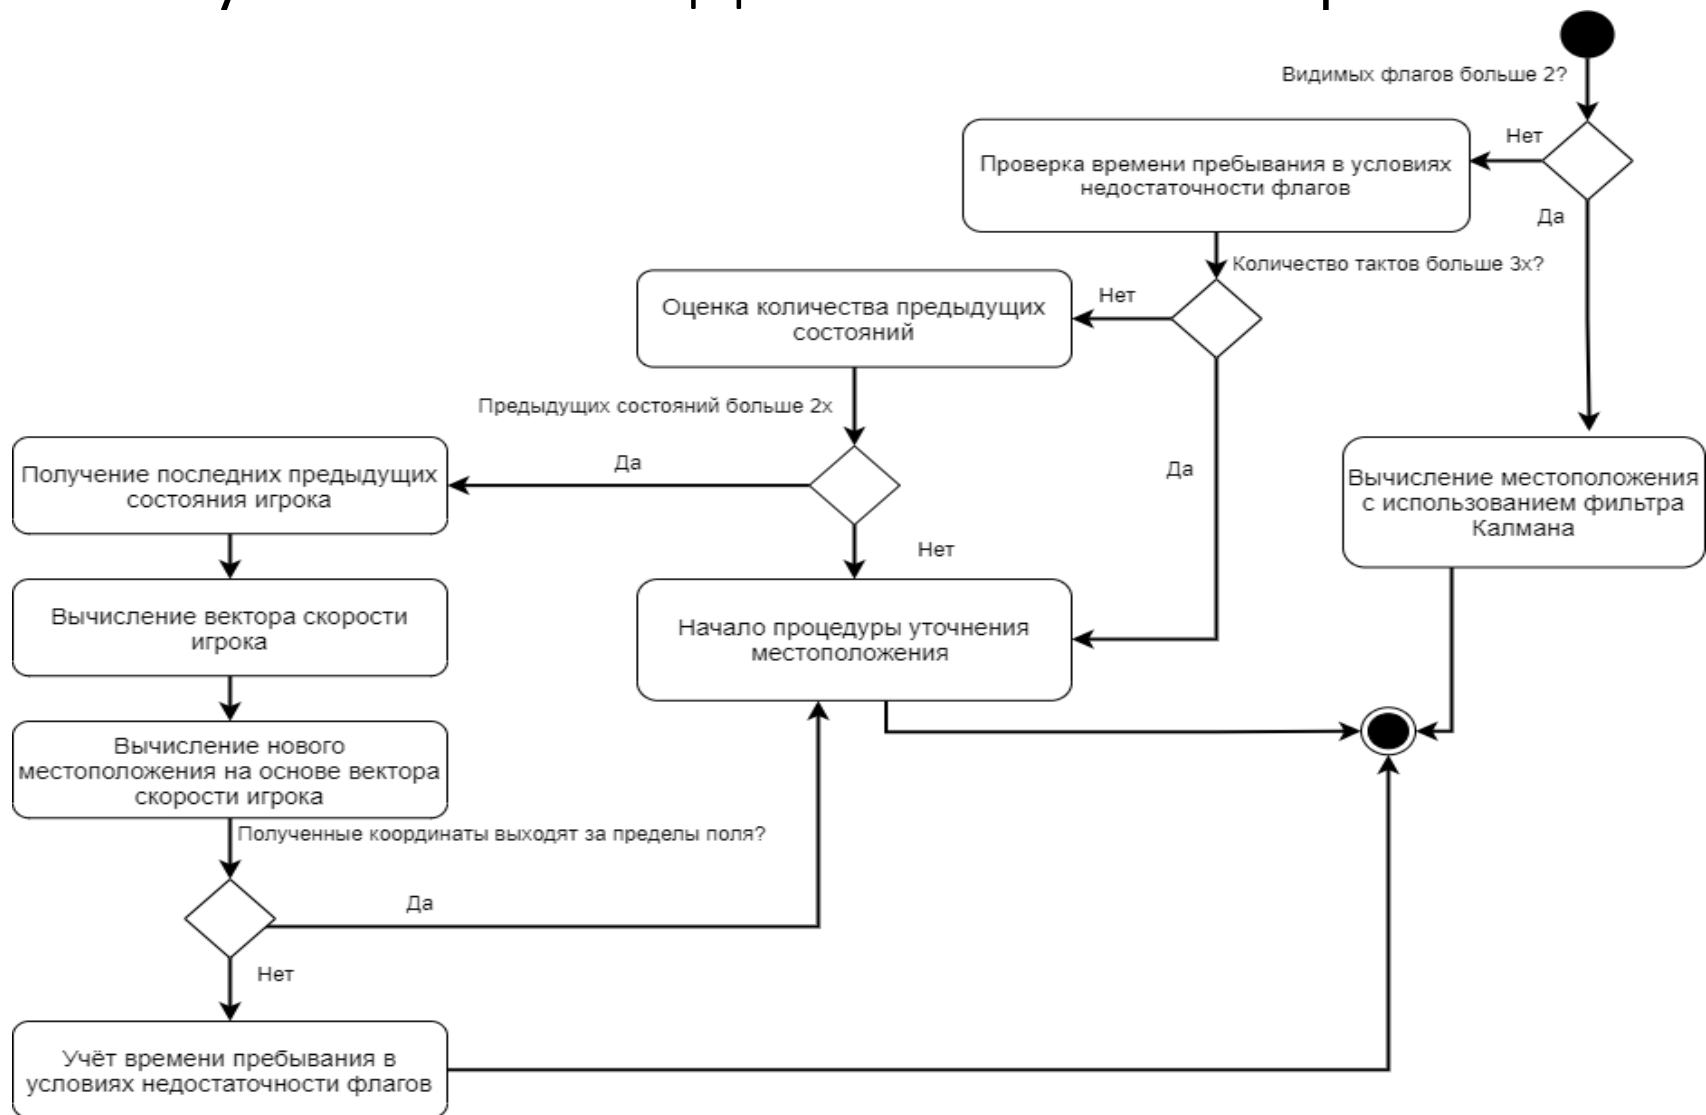 Видимых флагов больше 2?
Нет
Проверка времени пребывания в условиях
недостаточности флагов
Да
Количество тактов больше 3х?
Нет
Оценка количества предыдущих
состояний
Предыдущих состояний больше 2х
Да
Да
Получение последних предыдущих
состояния игрока
Вычисление местоположения
с использованием фильтра
Калмана
Нет
Вычисление вектора скорости
игрока
Начало процедуры уточнения
местоположения
Вычисление нового
местоположения на основе вектора
скорости игрока
Полученные координаты выходят за пределы поля?
Да
Нет
Учёт времени пребывания в
условиях недостаточности флагов